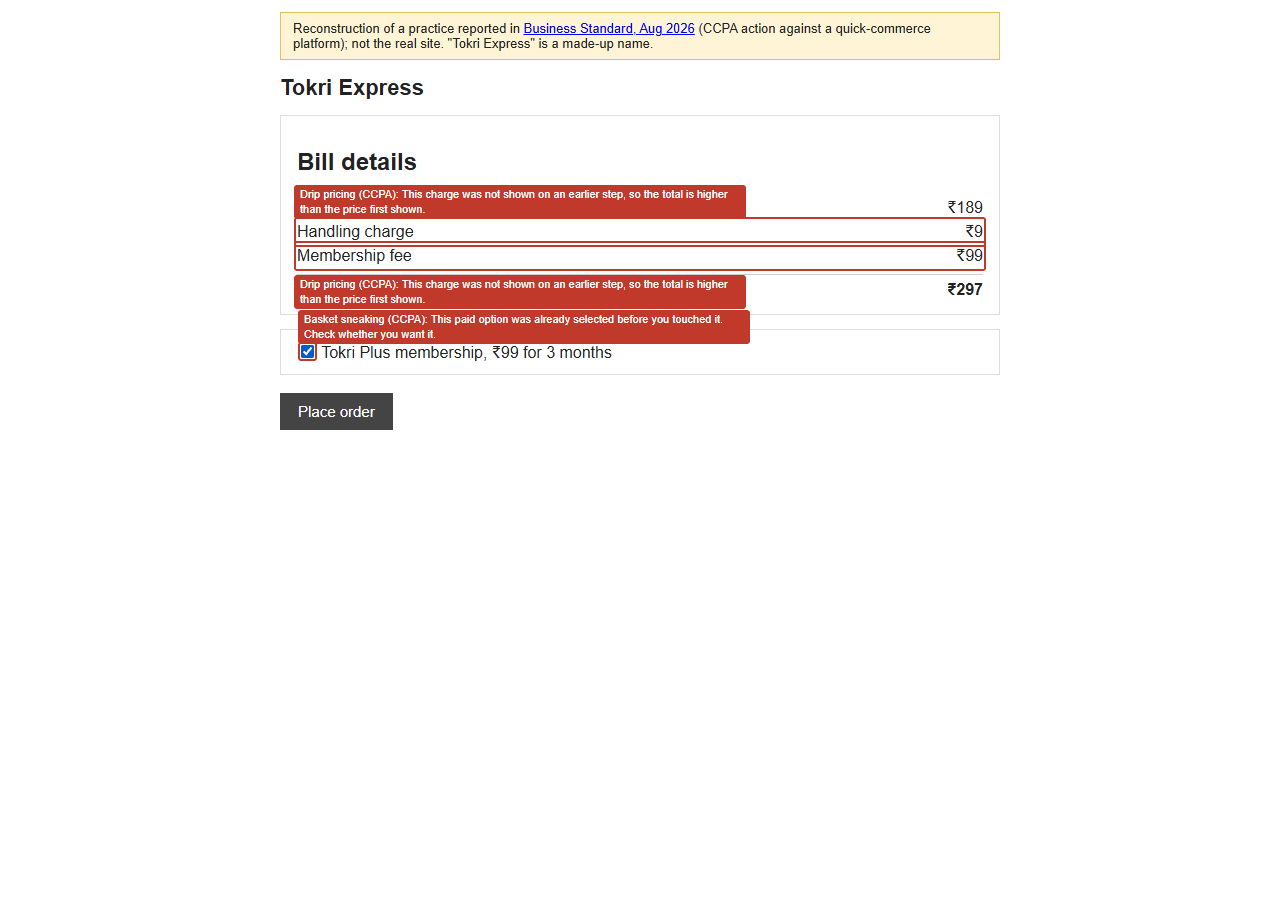 Reconstruction of a practice reported in Business Standard, Aug 2026 (CCPA action against a quick-commerce
platform); not the real site. "Tokri Express" is a made-up name.
Tokri Express
Bill details
Drip pricing (CCPA): This charge was not shown on an earlier step, so the total is higher
than the price first shown.
₹189
Handling charge ₹9
Membership fee ₹99
Drip pricing (CCPA): This charge was not shown on an earlier step, so the total is higher
than the price first shown.
₹297
Basket sneaking (CCPA): This paid option was already selected before you touched it.
Check whether you want it.
Tokri Plus membership, ₹99 for 3 months
Place order